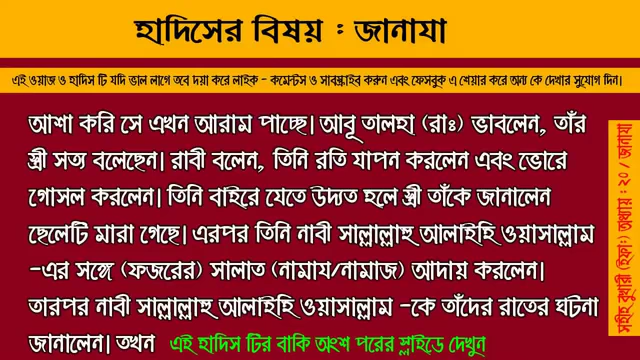 হাদিসের বিষয় : জানাযা
এই ওয়াজ ও হাদিস টি যদি ভাল লাগে তবে দয়া করে লাইক - কমেন্টস ও সাবস্ক্রাইব করুন এবং ফেসবুক এ শেয়ার করে অন্য কে দেখার সুযোগ দিন।
আশা করি সে এখন আরাম পাচ্ছে। আবূ তালহা (রাঃ) ভাবলেন, তাঁর
স্ত্রী সত্য বলেছেন। রাবী বলেন, তিনি রতি যাপন করলেন এবং ভোরে
গোসল করলেন। তিনি বাইরে যেতে উদ্যত হলে স্ত্রী তাঁকে জানালেন
ছেলেটি মারা গেছে। এরপর তিনি নাবী সাল্লাল্লাহু আলাইহি ওয়াসাল্লাম
-এর সঙ্গে (ফজরের) সালাত (নামায/নামাজ) আদায় করলেন।
তারপর নাবী সাল্লাল্লাহু আলাইহি ওয়াসাল্লাম -কে তাঁদের রাতের ঘটনা
জানালেন। তখন এই হাদিস টির বাকি অংশ পরের স্লাইডে দেখুন
সহীহ বুখারী (ইফাঃ) অধ্যায় : ২০ / জানাযা